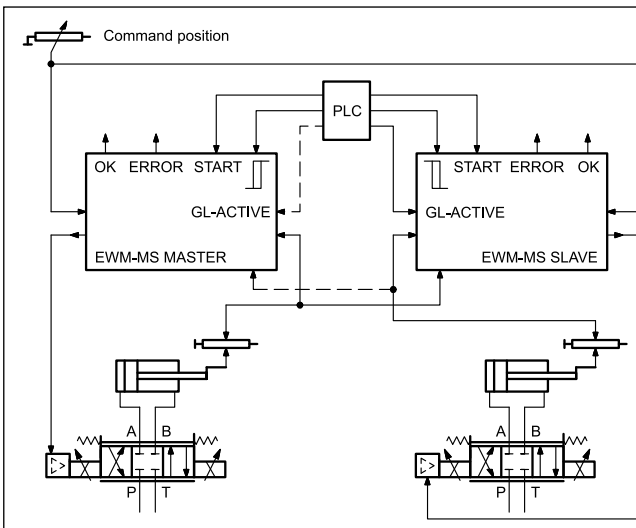 Command position
PLC
OK ERROR START
START ERROR OK
GL-ACTIVE
GL-ACTIVE
EWM-MS MASTER
EWM-MS SLAVE
A B
A B
P T
P T